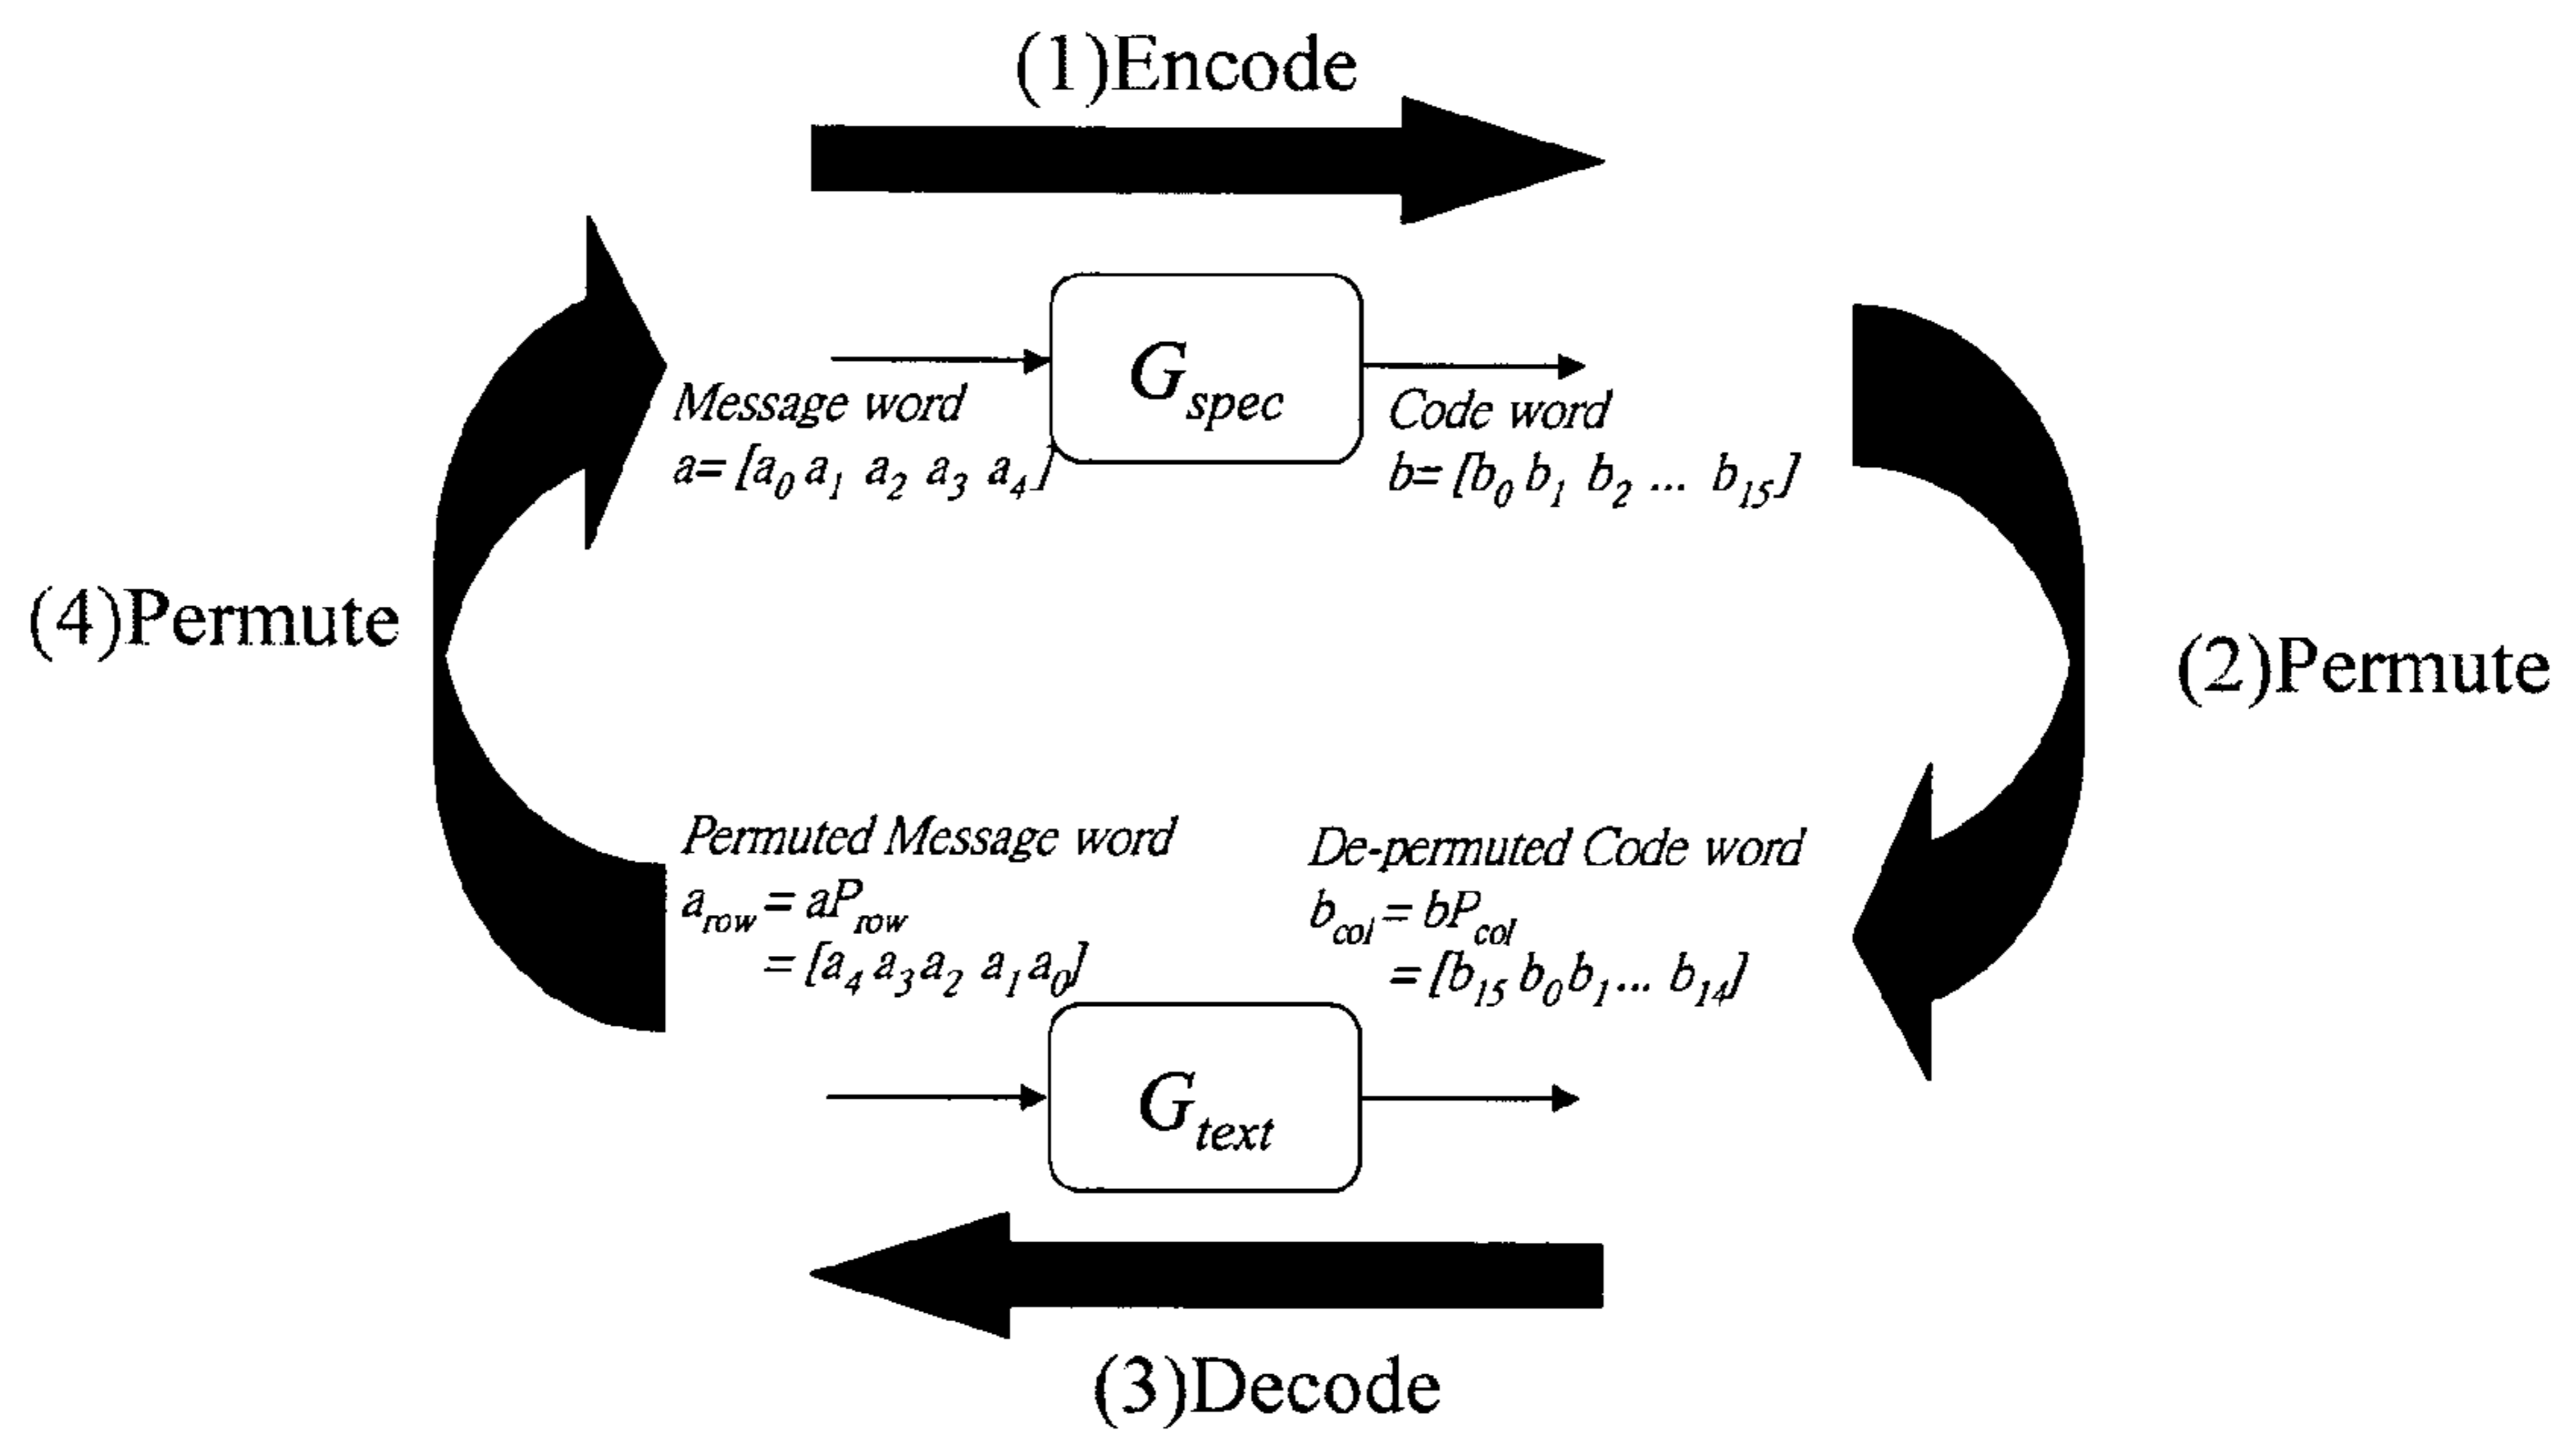 (1)Encode
G_spec
Message word
a= [a_0 a_1 a_2 a_3 a_4]
Code word
b= [b_0 b_1 b_2 ... b_15]
(4)Permute
(2)Permute
Permuted Message word
a_row = aP_row
= [a_4 a_3 a_2 a_1 a_0]
De-permuted Code word
b_col = bP_col
= [b_15 b_0 b_1 ... b_14]
G_text
(3)Decode